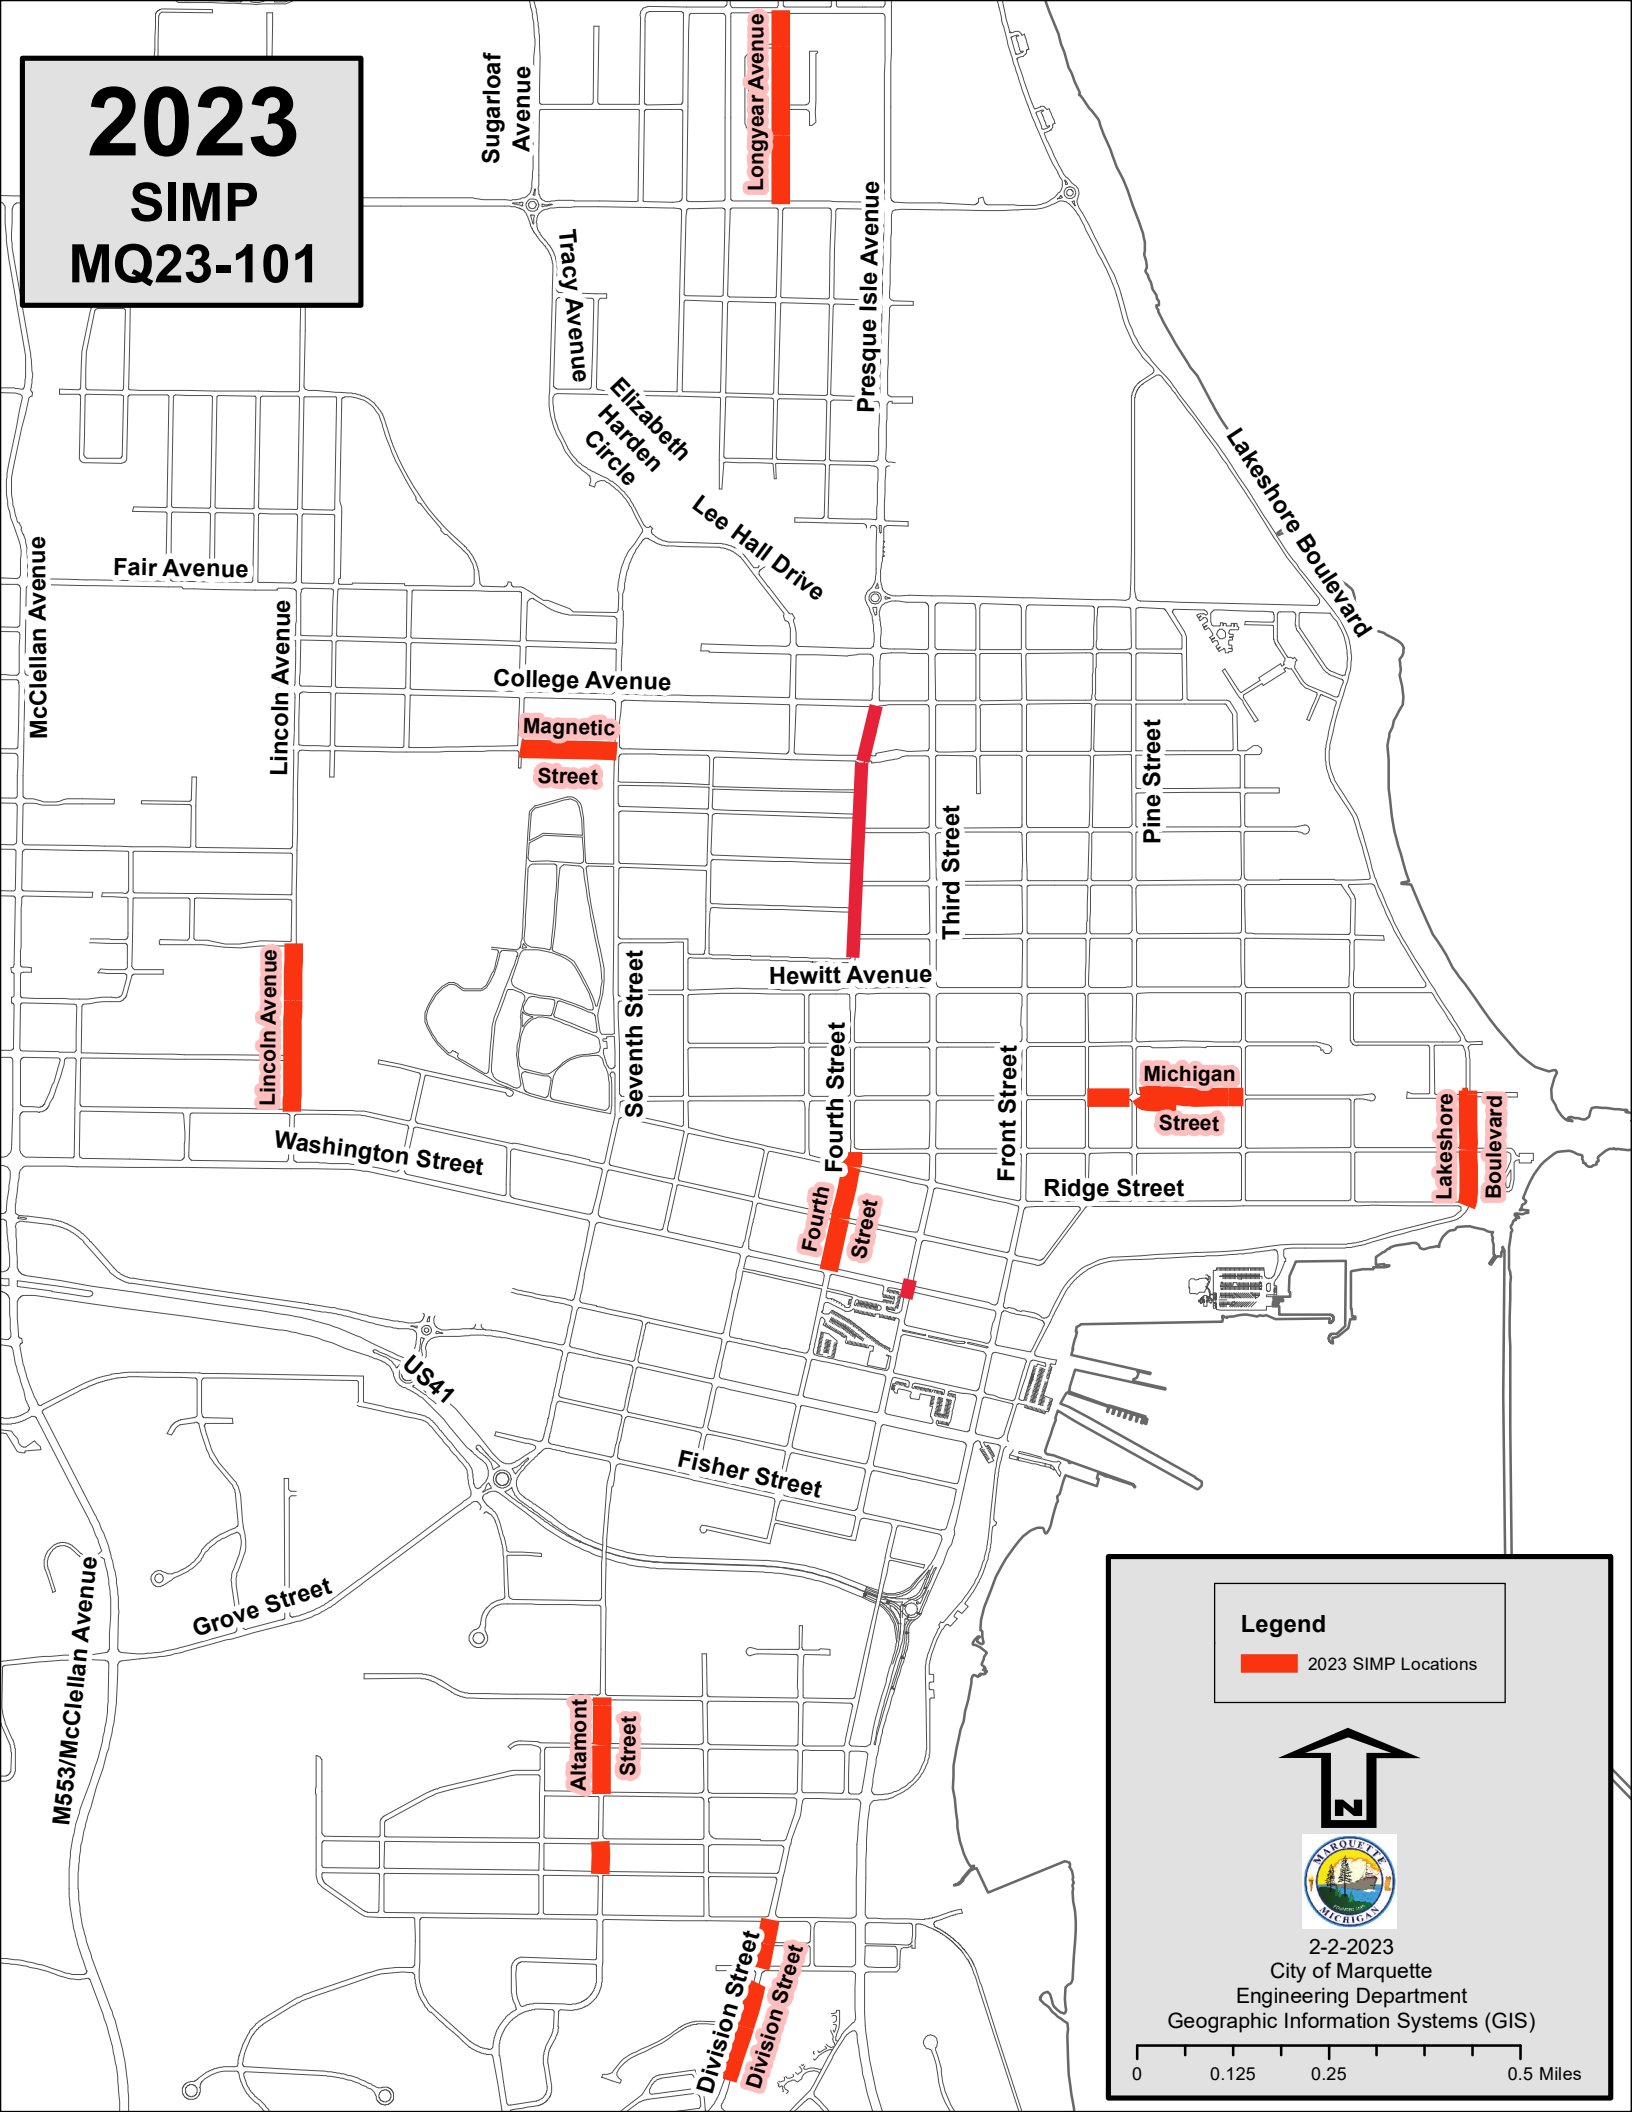 2023
SIMP
MQ23-101
Sugarloaf
Avenue
Longyear Avenue
Tracy Avenue
Presque Isle Avenue
Elizabeth
Harden
Circle
Lee Hall Drive
Lakeshore Boulevard
McClellan Avenue
Fair Avenue
Lincoln Avenue
College Avenue
Magnetic
Street
Pine Street
Third Street
Hewitt Avenue
Lincoln Avenue
Seventh Street
Fourth Street
Front Street
Michigan
Street
Lakeshore
Boulevard
Washington Street
Ridge Street
Fourth
Street
US41
Fisher Street
Grove Street
M553/McClellan Avenue
Altamont
Street
Division Street
Division Street
Legend
2023 SIMP Locations
N
MARQUETTE
MICHIGAN
2-2-2023
City of Marquette
Engineering Department
Geographic Information Systems (GIS)
0 0.125 0.25 0.5 Miles